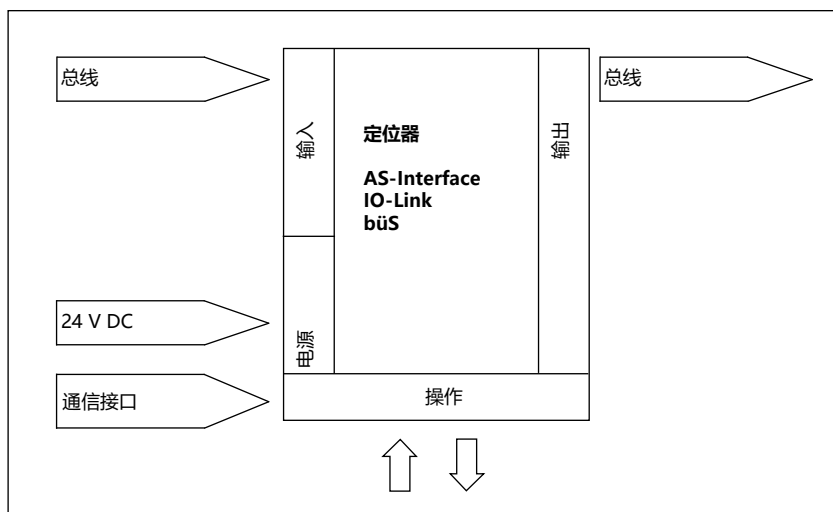 总线
总线
输入
定位器
AS-Interface
IO-Link
büS
输出
24 V DC
电源
通信接口
操作